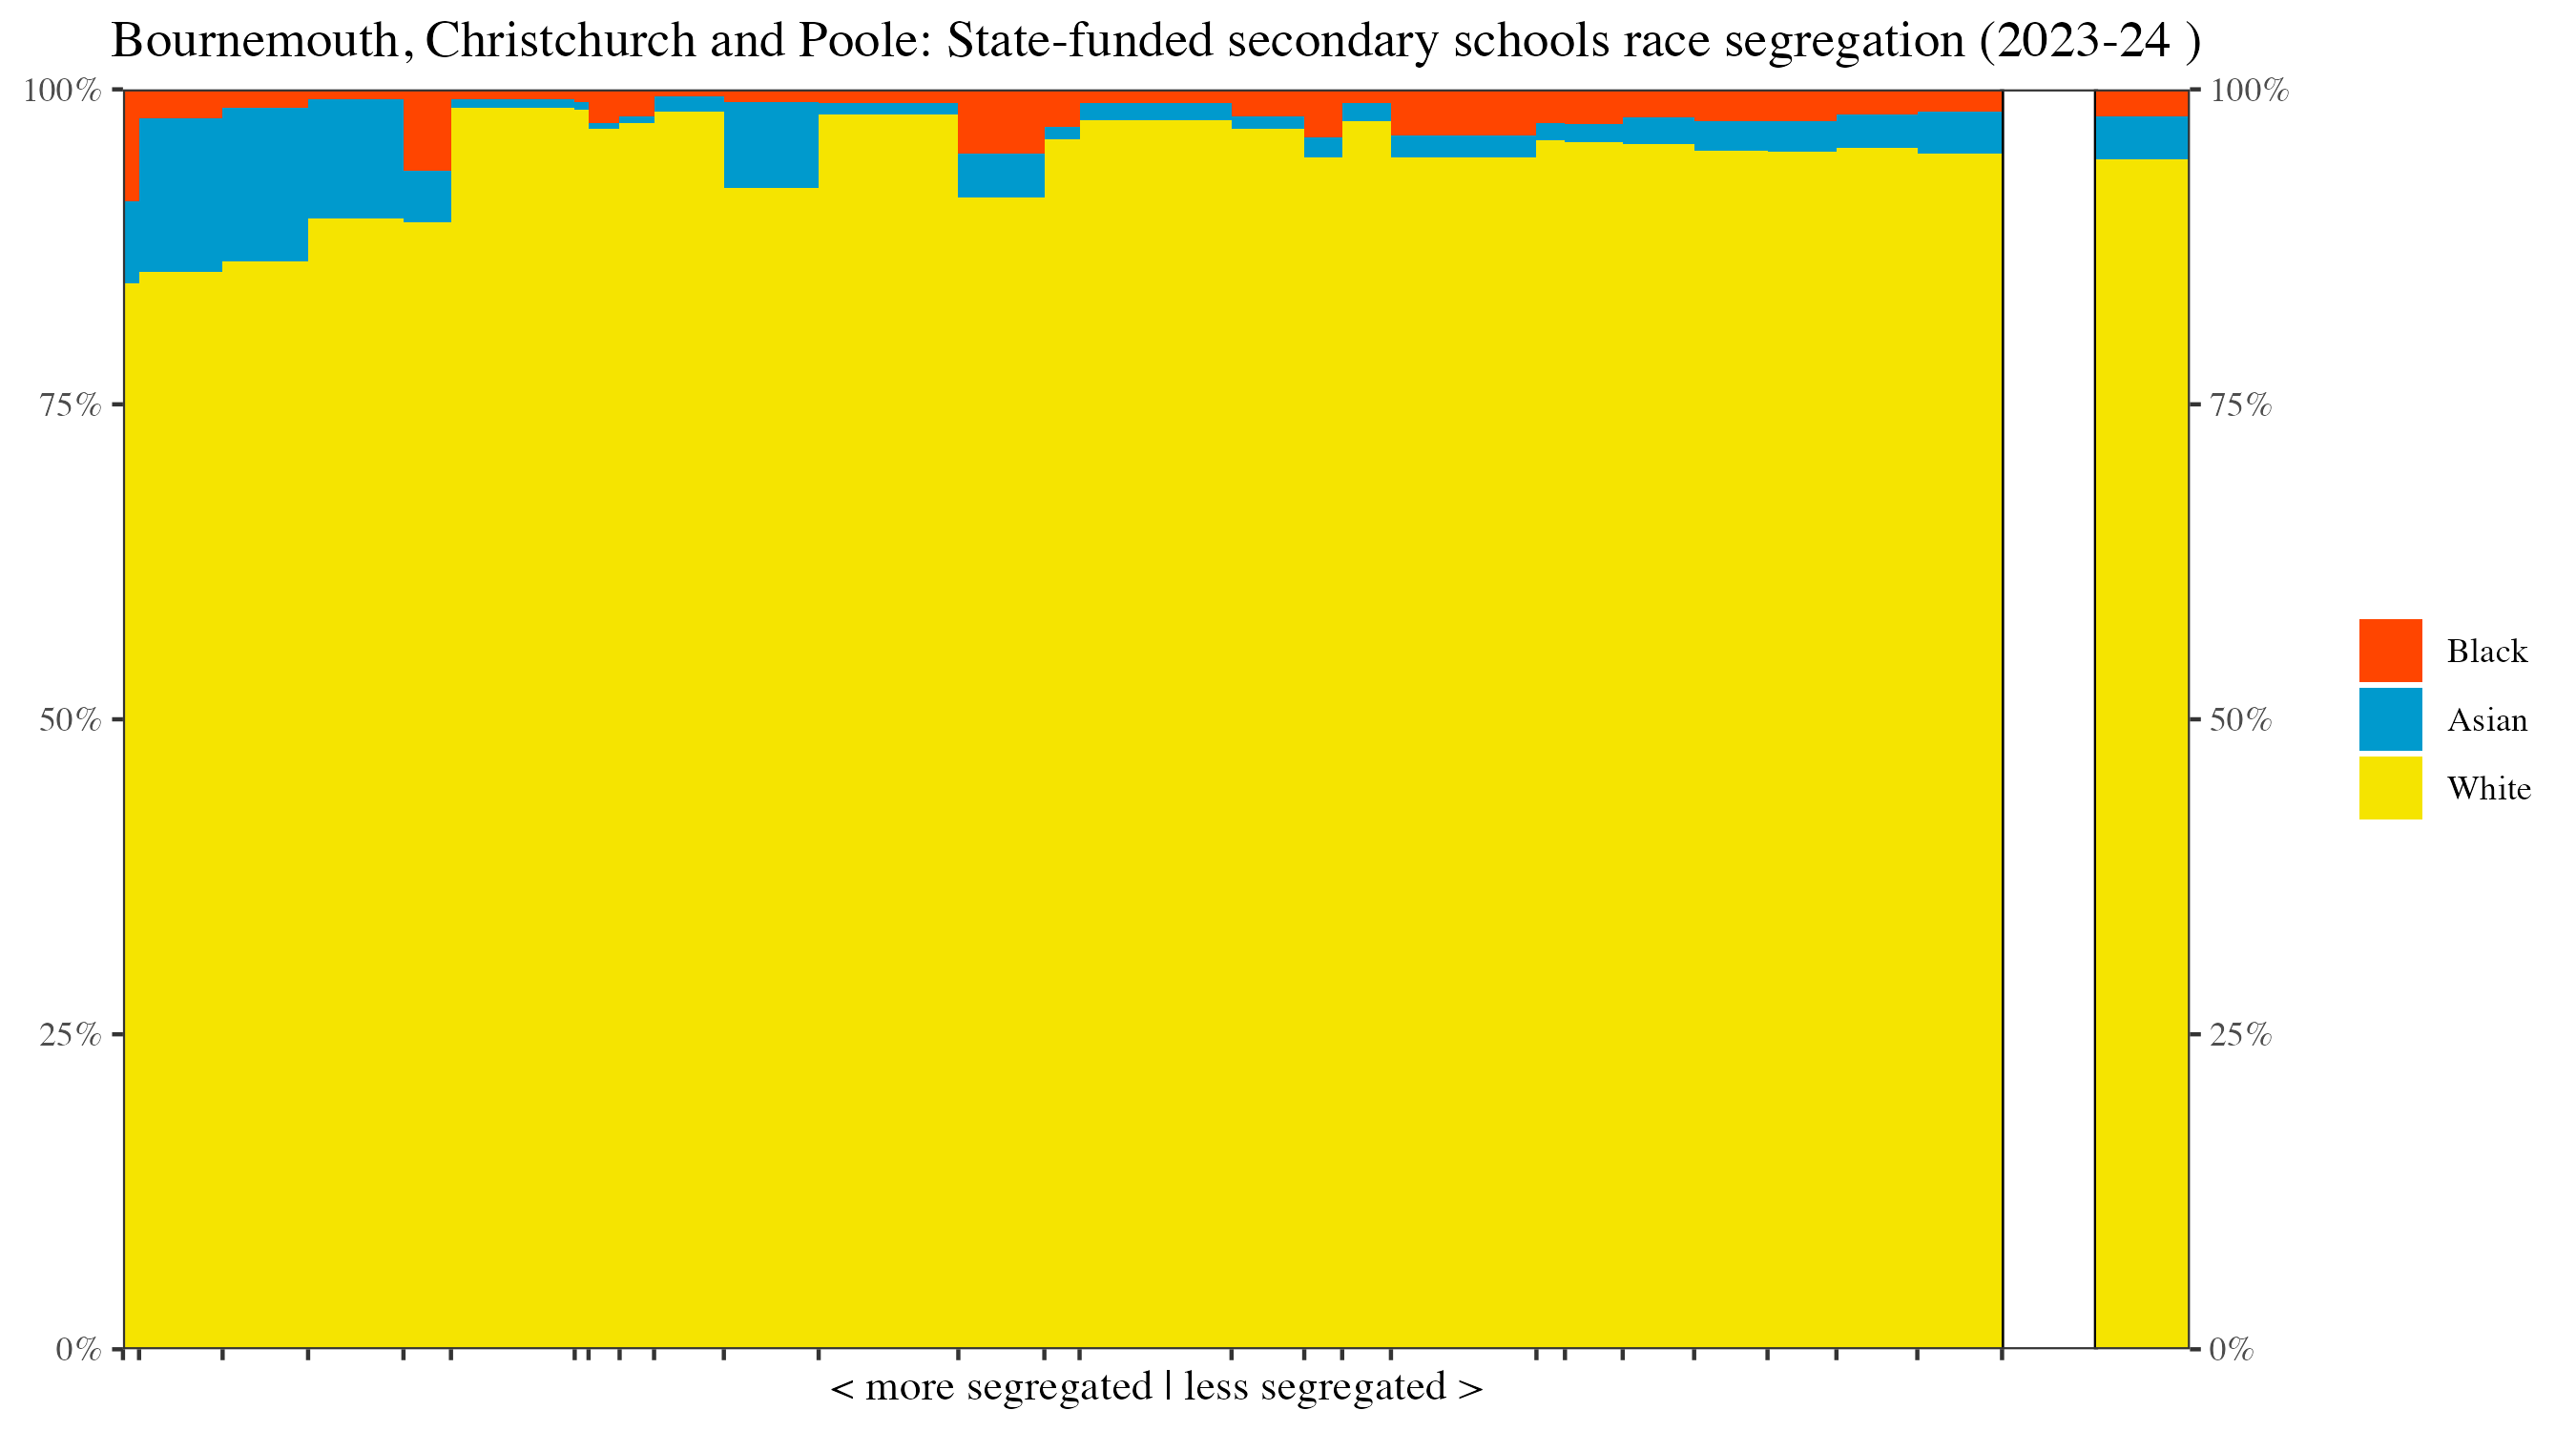 Bournemouth, Christchurch and Poole: State-funded secondary schools race segregation (2023-24 )
100%
75%
50%
25%
0%
100%
75%
50%
25%
0%
Black
Asian
White
< more segregated | less segregated >